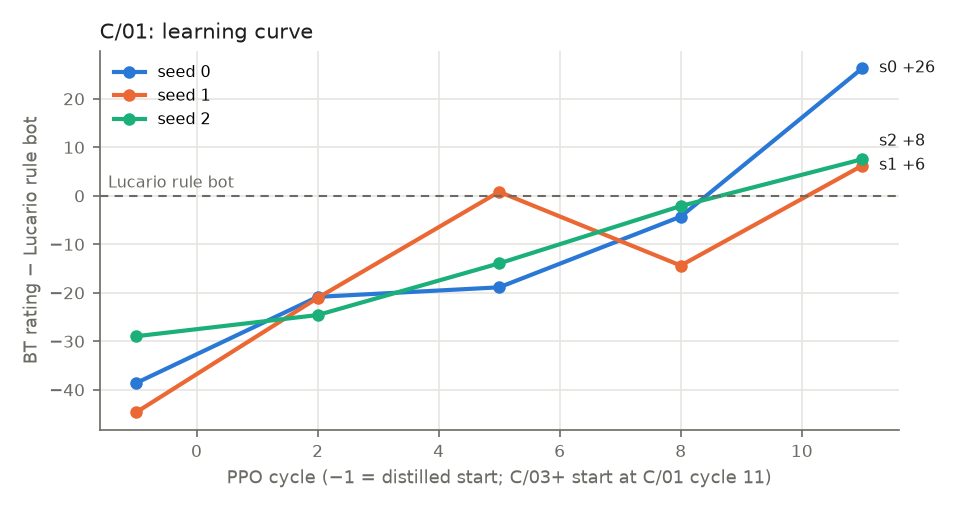 C/01: learning curve
seed 0
seed 1
seed 2
s0 +26
s2 +8
s1 +6
Lucario rule bot
20
10
0
−10
−20
−30
−40
BT rating − Lucario rule bot
0 2 4 6 8 10
PPO cycle (−1 = distilled start; C/03+ start at C/01 cycle 11)